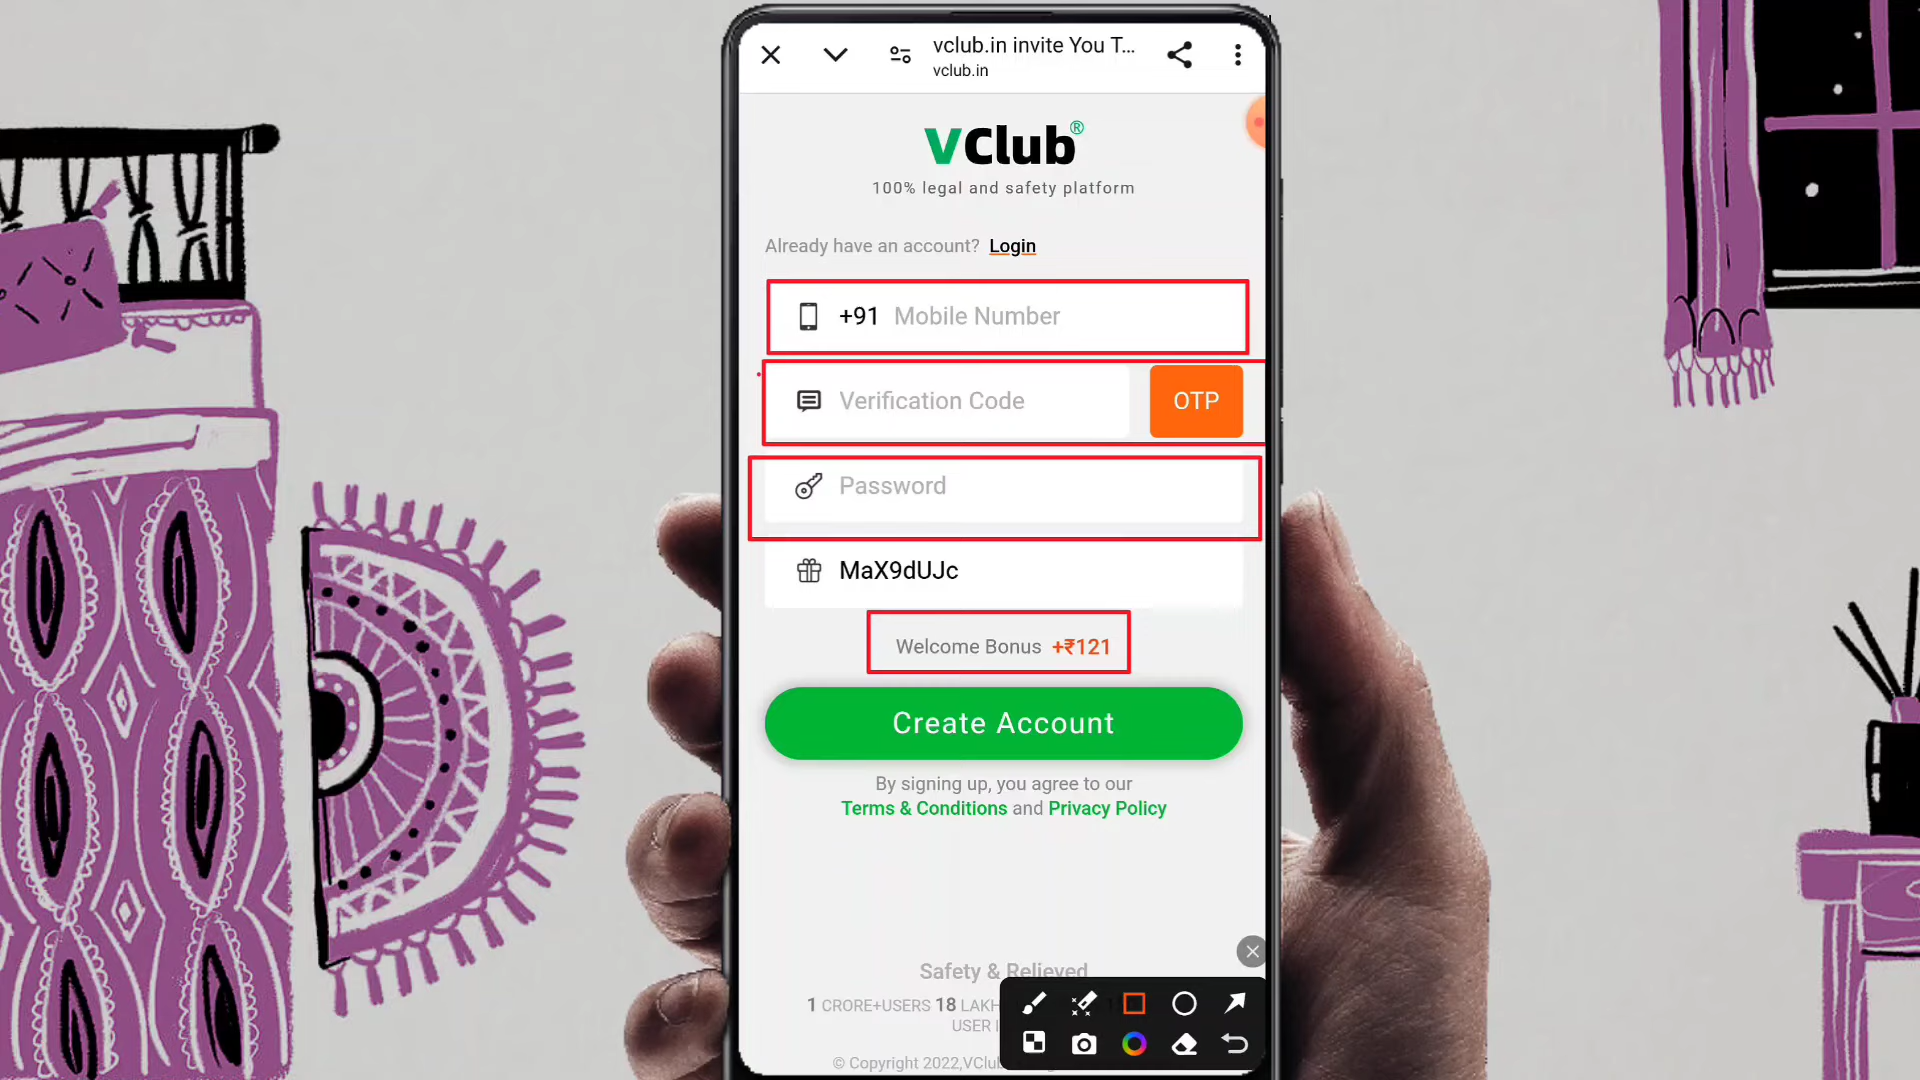 vclub.in invite You T...
vclub.in
VClub®
100% legal and safety platform
Already have an account? Login
+91 Mobile Number
Verification Code OTP
Password
MaX9dUJc
Welcome Bonus +₹121
Create Account
By signing up, you agree to our
Terms & Conditions and Privacy Policy
Safety & Relieved
1 CRORE+USERS 18 LAKH
USER
© Copyright 2022,VClub